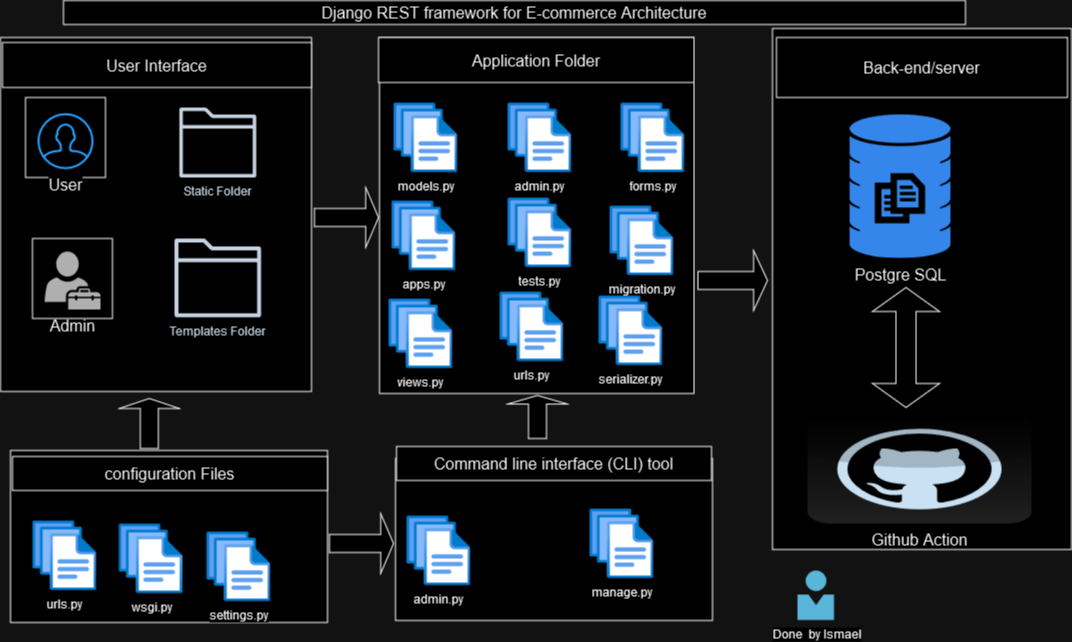 Django REST framework for E-commerce Architecture
User Interface
User
Static Folder
Admin
Templates Folder
Application Folder
models.py
admin.py
forms.py
apps.py
tests.py
migration.py
views.py
urls.py
serializer.py
Back-end/server
Postgre SQL
Github Action
configuration Files
urls.py
wsgi.py
settings.py
Command line interface (CLI) tool
admin.py
manage.py
Done by Ismael